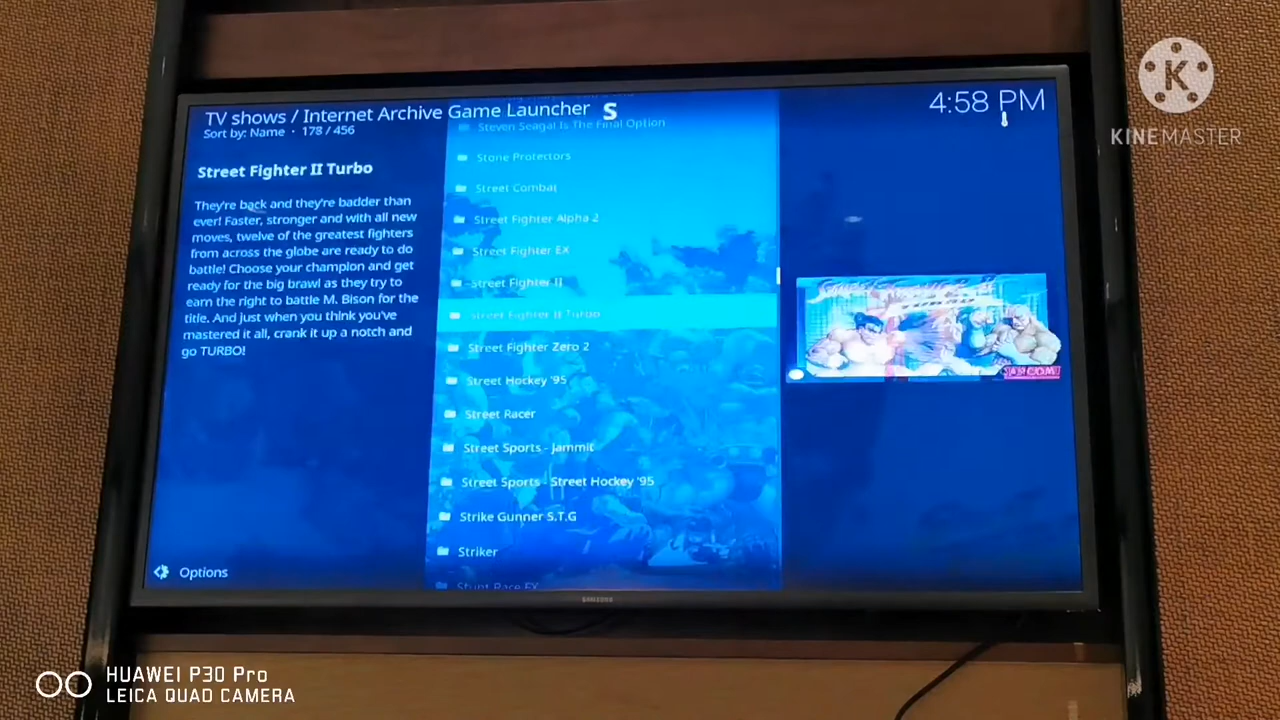 TV shows / Internet Archive Game Launcher S
Sort by: Name · 178 / 456
4:58 PM
KINEMASTER
Street Fighter II Turbo
They're back and they're badder than
ever! Faster, stronger and with all new
moves, twelve of the greatest fighters
from across the globe are ready to do
battle! Choose your champion and get
ready for the big brawl as they try to
earn the right to battle M. Bison for the
title. And just when you think you've
mastered it all, crank it up a notch and
go TURBO!
Steven Seagal Is The Final Option
Stone Protectors
Street Combat
Street Fighter Alpha 2
Street Fighter EX
Street Fighter II
Street Fighter II Turbo
Street Fighter Zero 2
Street Hockey '95
Street Racer
Street Sports - Jammit
Street Sports - Street Hockey '95
Strike Gunner S.T.G
Striker
Stunt Race FX
CAPCOM
Options
SAMSUNG
HUAWEI P30 Pro
LEICA QUAD CAMERA